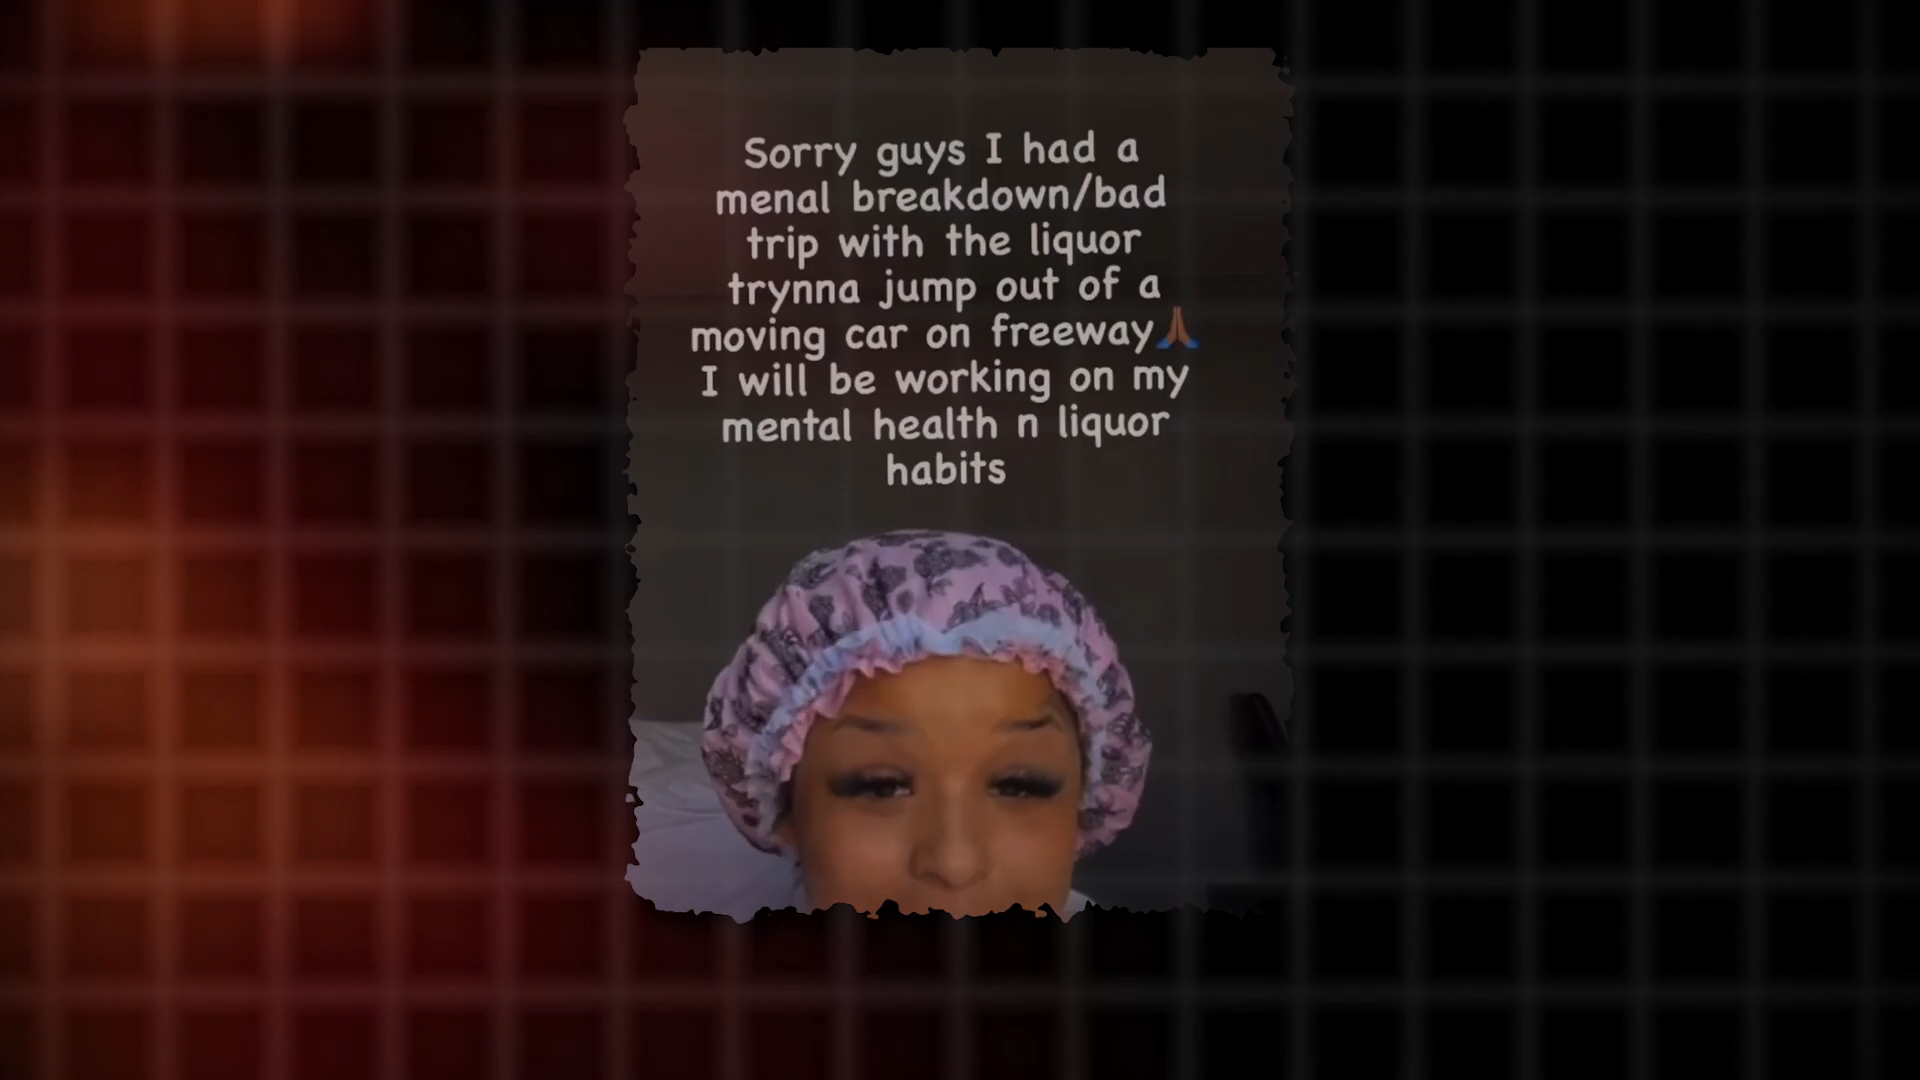 Sorry guys I had a
menal breakdown/bad
trip with the liquor
trynna jump out of a
moving car on freeway🙏🏾
I will be working on my
mental health n liquor
habits